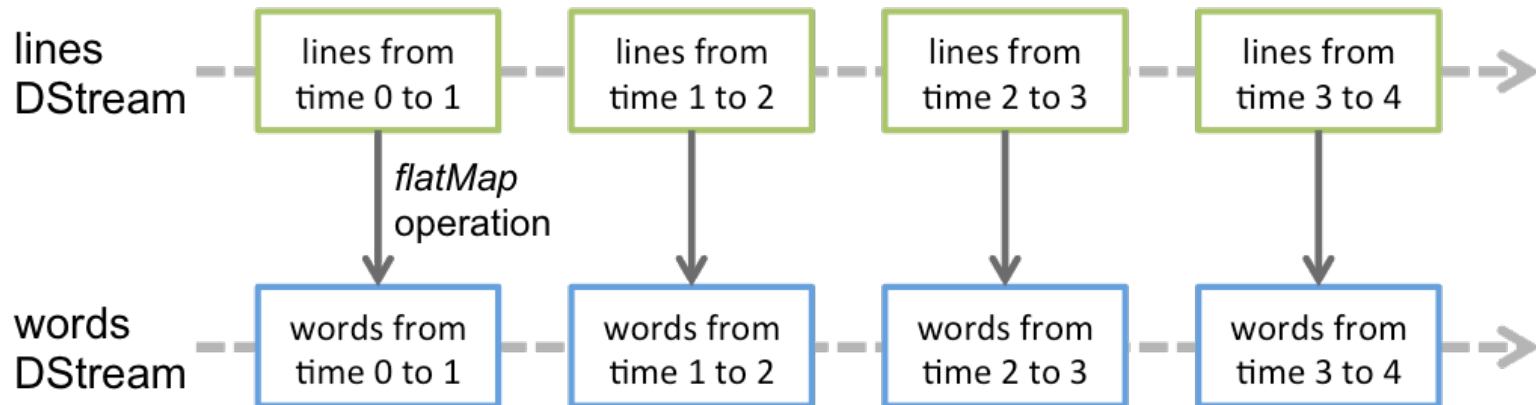 lines
DStream
lines from
time 0 to 1
lines from
time 1 to 2
lines from
time 2 to 3
lines from
time 3 to 4
flatMap
operation
words
DStream
words from
time 0 to 1
words from
time 1 to 2
words from
time 2 to 3
words from
time 3 to 4